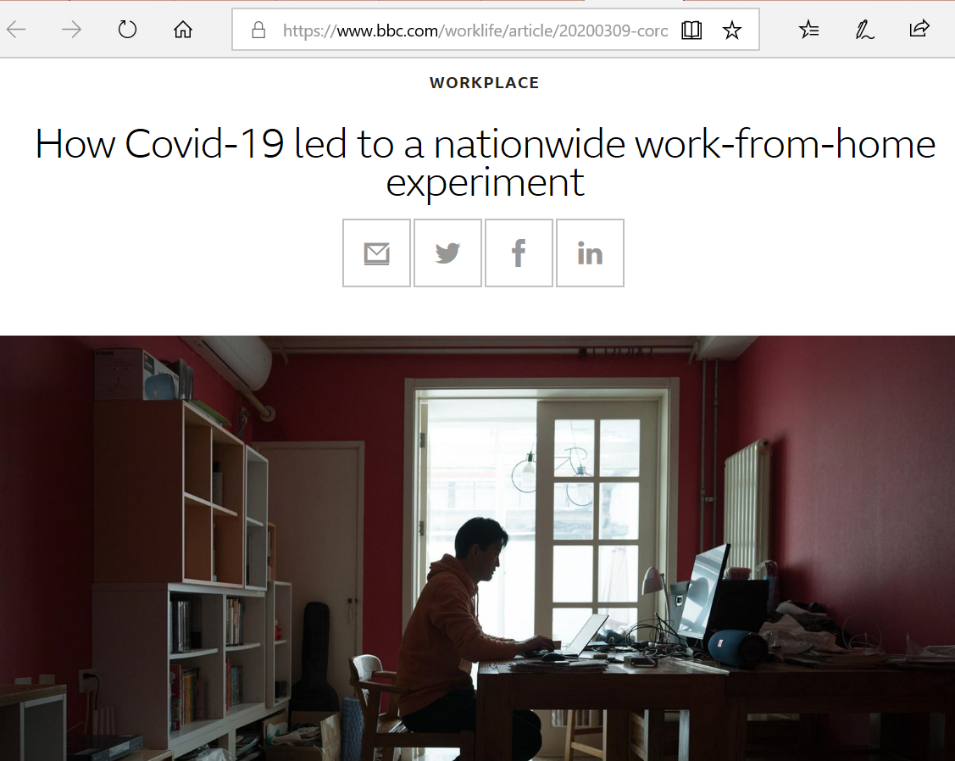 https://www.bbc.com/worklife/article/20200309-corc
WORKPLACE
How Covid-19 led to a nationwide work-from-home
experiment
f
in